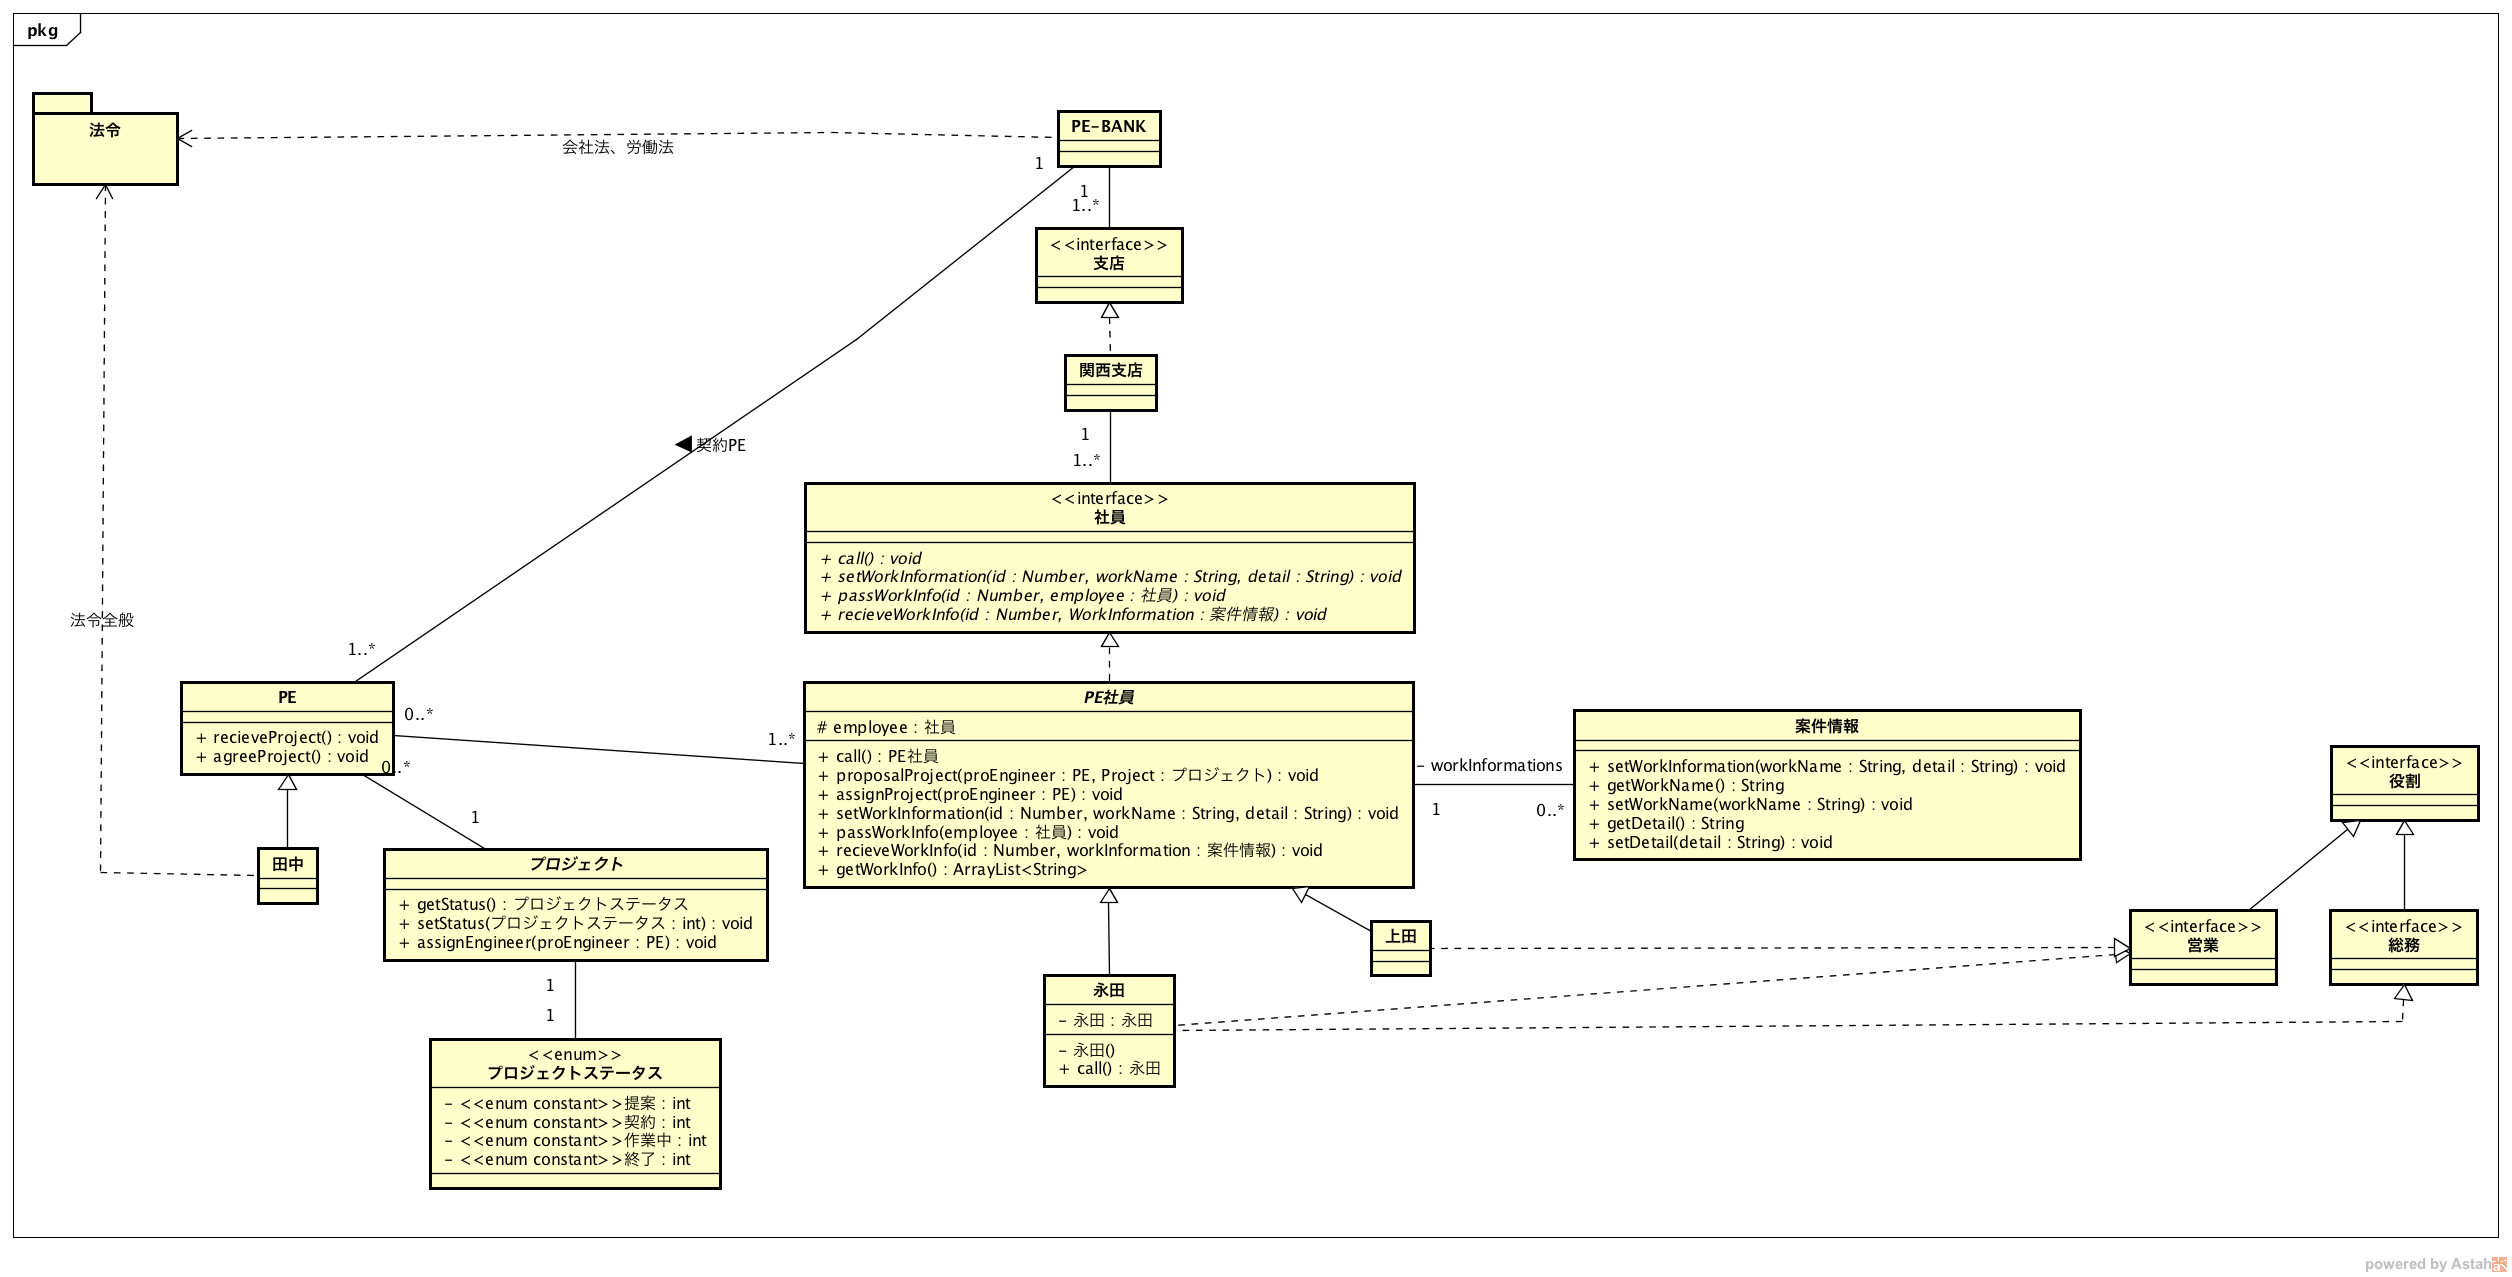 pkg
法令
会社法、労働法
PE-BANK
1
1
1..*
<<interface>>
支店
関西支店
1
1..*
契約PE
<<interface>>
社員
+ call() : void
+ setWorkInformation(id : Number, workName : String, detail : String) : void
+ passWorkInfo(id : Number, employee : 社員) : void
+ recieveWorkInfo(id : Number, WorkInformation : 案件情報) : void
法令全般
1..*
PE
+ recieveProject() : void
+ agreeProject() : void
0..*
1..*
0..*
1
PE社員
# employee : 社員
+ call() : PE社員
+ proposalProject(proEngineer : PE, Project : プロジェクト) : void
+ assignProject(proEngineer : PE) : void
+ setWorkInformation(id : Number, workName : String, detail : String) : void
+ passWorkInfo(employee : 社員) : void
+ recieveWorkInfo(id : Number, workInformation : 案件情報) : void
+ getWorkInfo() : ArrayList<String>
- workInformations
1
0..*
案件情報
+ setWorkInformation(workName : String, detail : String) : void
+ getWorkName() : String
+ setWorkName(workName : String) : void
+ getDetail() : String
+ setDetail(detail : String) : void
<<interface>>
役割
田中
プロジェクト
+ getStatus() : プロジェクトステータス
+ setStatus(プロジェクトステータス : int) : void
+ assignEngineer(proEngineer : PE) : void
上田
<<interface>>
営業
<<interface>>
総務
永田
- 永田 : 永田
- 永田()
+ call() : 永田
1
1
<<enum>>
プロジェクトステータス
- <<enum constant>>提案 : int
- <<enum constant>>契約 : int
- <<enum constant>>作業中 : int
- <<enum constant>>終了 : int
powered by Astah